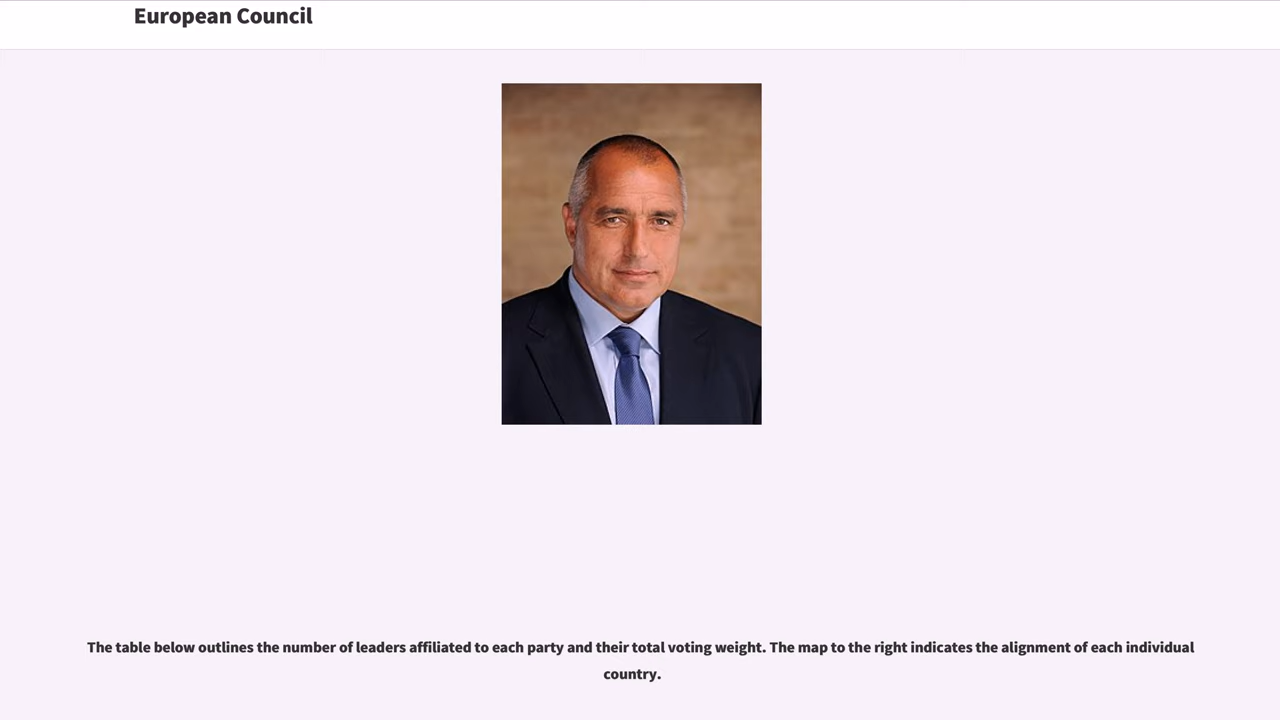 European Council
The table below outlines the number of leaders affiliated to each party and their total voting weight. The map to the right indicates the alignment of each individual
country.